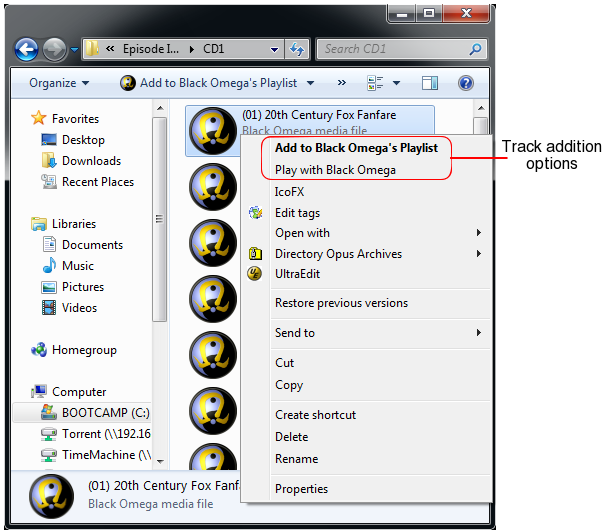 « Episode I... ▸ CD1
Search CD1
Organize
Add to Black Omega's Playlist
»
Favorites
Desktop
Downloads
Recent Places
Libraries
Documents
Music
Pictures
Videos
Homegroup
Computer
BOOTCAMP (C:)
Torrent (\\192.16
TimeMachine (\\
(01) 20th Century Fox Fanfare
Black Omega media file
Add to Black Omega's Playlist
Play with Black Omega
IcoFX
Edit tags
Open with
Directory Opus Archives
UltraEdit
Restore previous versions
Send to
Cut
Copy
Create shortcut
Delete
Rename
Properties
Track addition
options
(01) 20th Century Fox Fanf
Black Omega media file